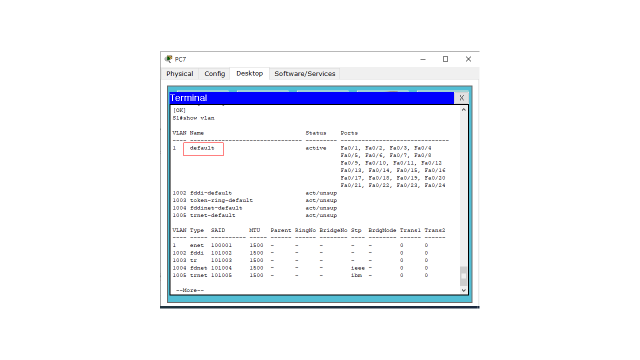 PC7
Physical Config Desktop Software/Services
Terminal X
[OK]
S1#show vlan
VLAN Name Status Ports
---- -------------------------------- --------- -------------------------------
1 default active Fa0/1, Fa0/2, Fa0/3, Fa0/4
Fa0/5, Fa0/6, Fa0/7, Fa0/8
Fa0/9, Fa0/10, Fa0/11, Fa0/12
Fa0/13, Fa0/14, Fa0/15, Fa0/16
Fa0/17, Fa0/18, Fa0/19, Fa0/20
Fa0/21, Fa0/22, Fa0/23, Fa0/24
1002 fddi-default act/unsup
1003 token-ring-default act/unsup
1004 fddinet-default act/unsup
1005 trnet-default act/unsup
VLAN Type SAID MTU Parent RingNo BridgeNo Stp BrdgMode Trans1 Trans2
---- ----- ---------- ----- ------ ------ -------- ---- -------- ------ ------
1 enet 100001 1500 - - - - - 0 0
1002 fddi 101002 1500 - - - - - 0 0
1003 tr 101003 1500 - - - - - 0 0
1004 fdnet 101004 1500 - - - ieee - 0 0
1005 trnet 101005 1500 - - - ibm - 0 0
--More--